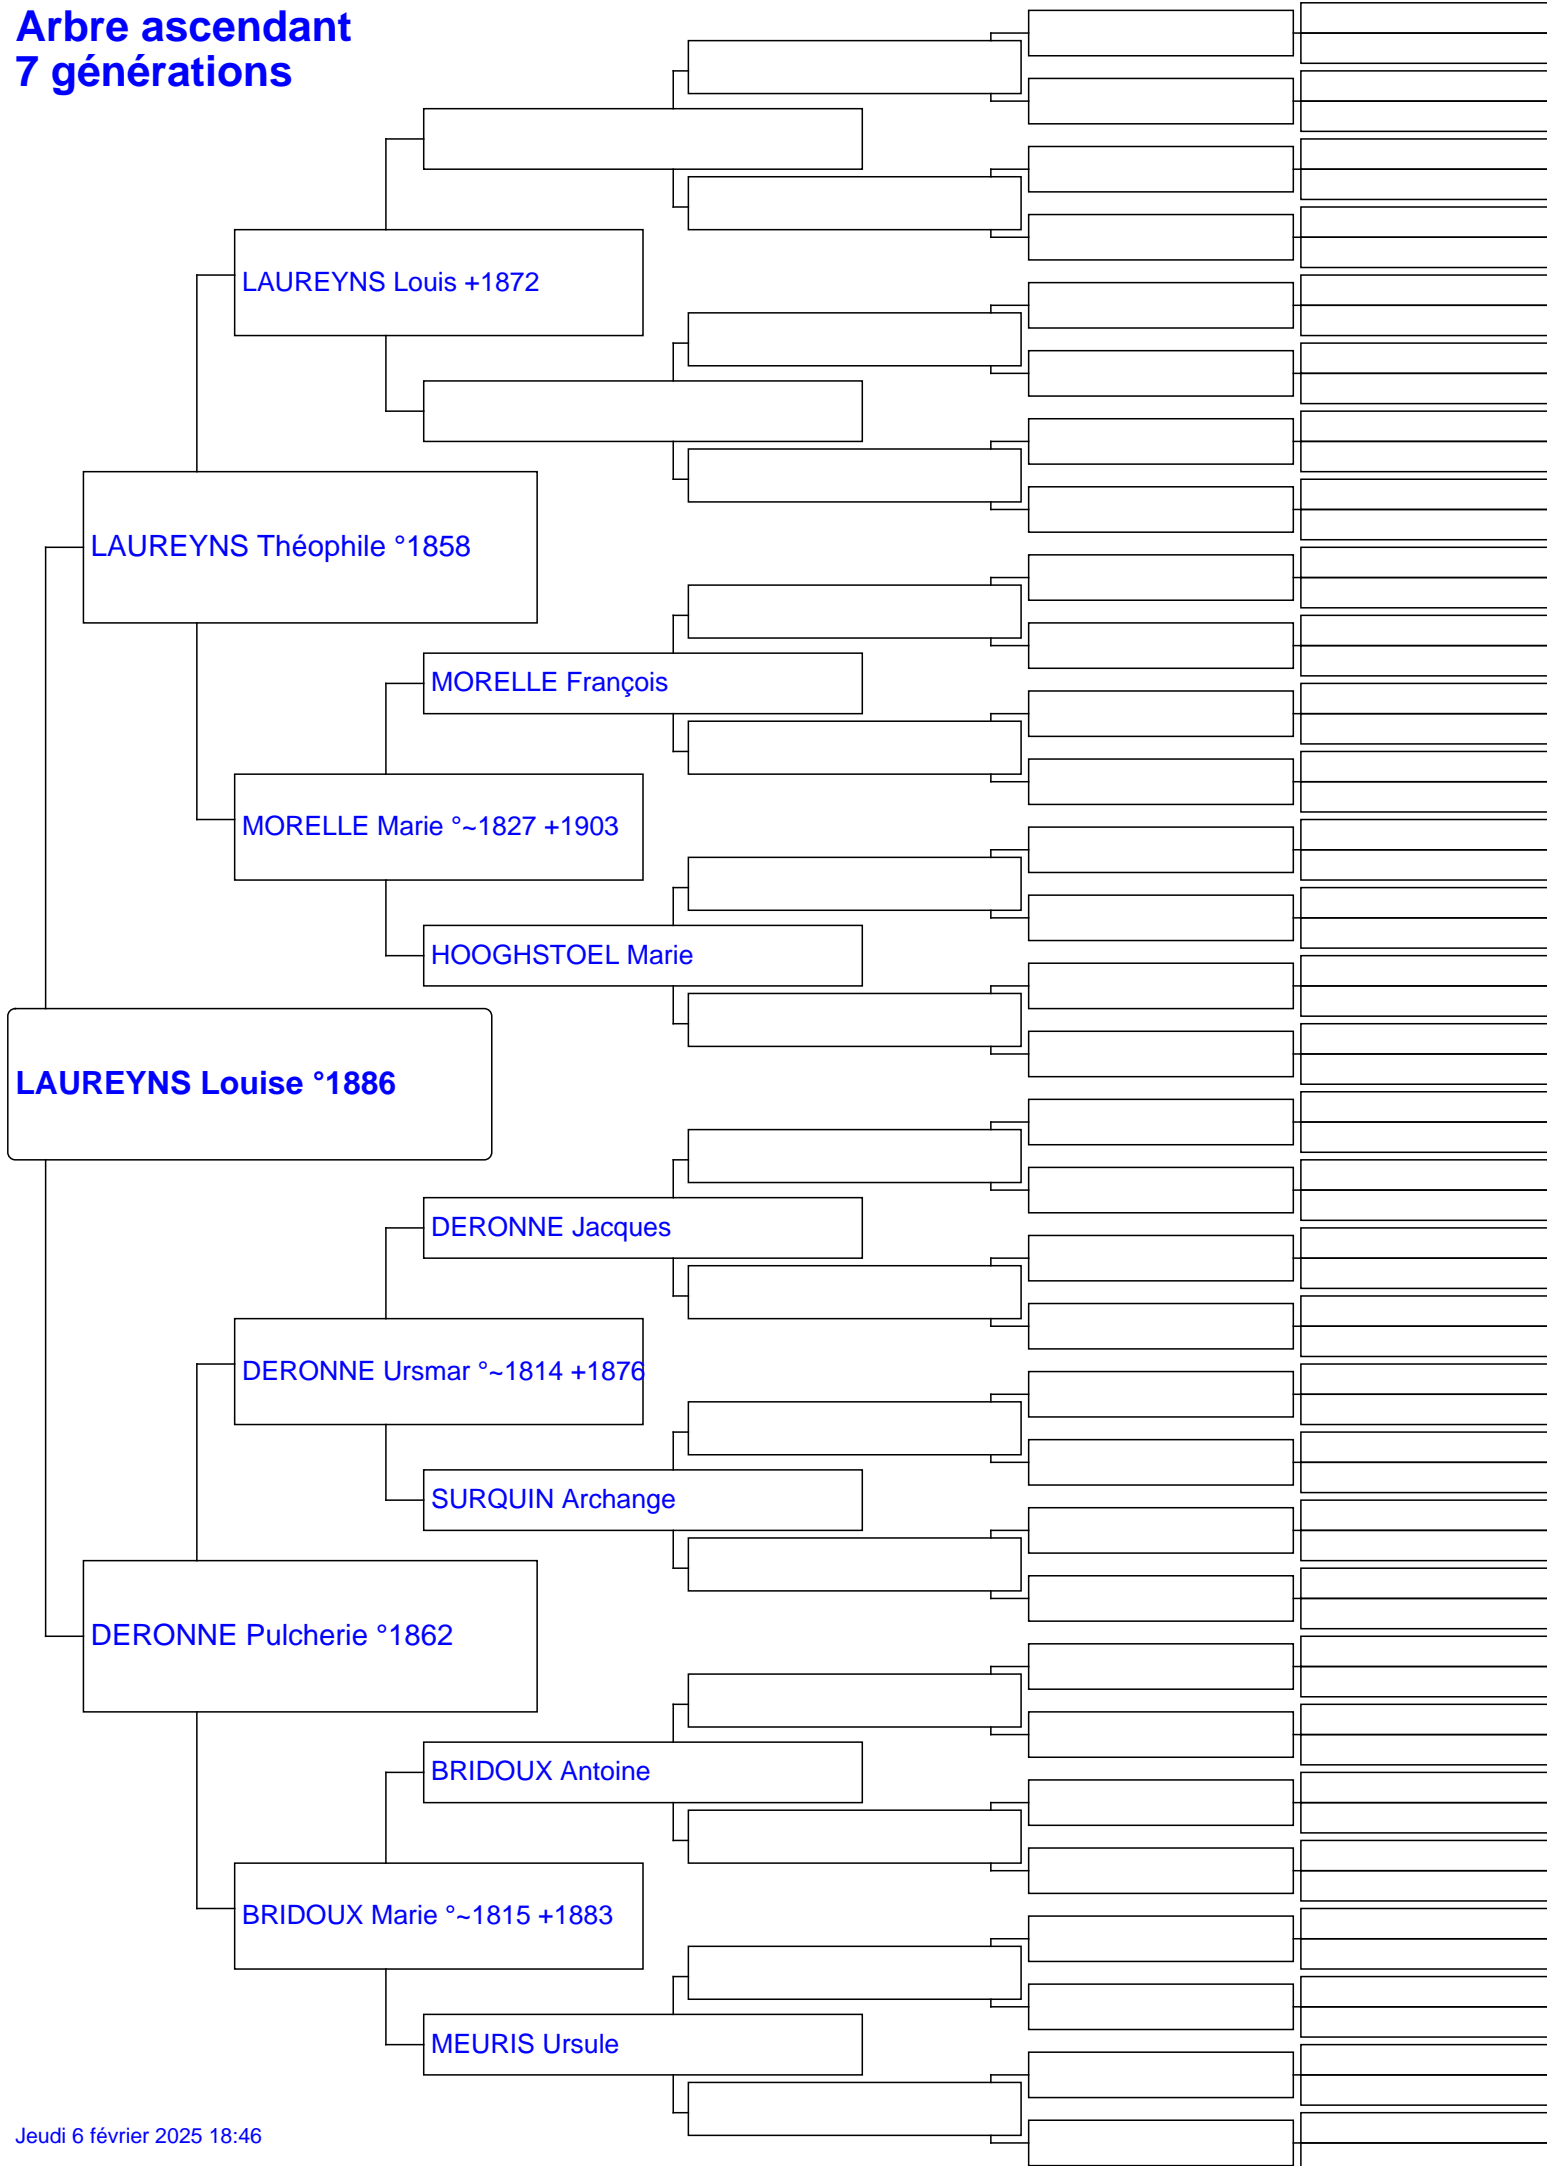 Arbre ascendant
7 générations
LAUREYNS Louis +1872
LAUREYNS Théophile °1858
MORELLE François
MORELLE Marie °~1827 +1903
HOOGHSTOEL Marie
LAUREYNS Louise °1886
DERONNE Jacques
DERONNE Ursmar °~1814 +1876
SURQUIN Archange
DERONNE Pulcherie °1862
BRIDOUX Antoine
BRIDOUX Marie °~1815 +1883
MEURIS Ursule
Jeudi 6 février 2025 18:46